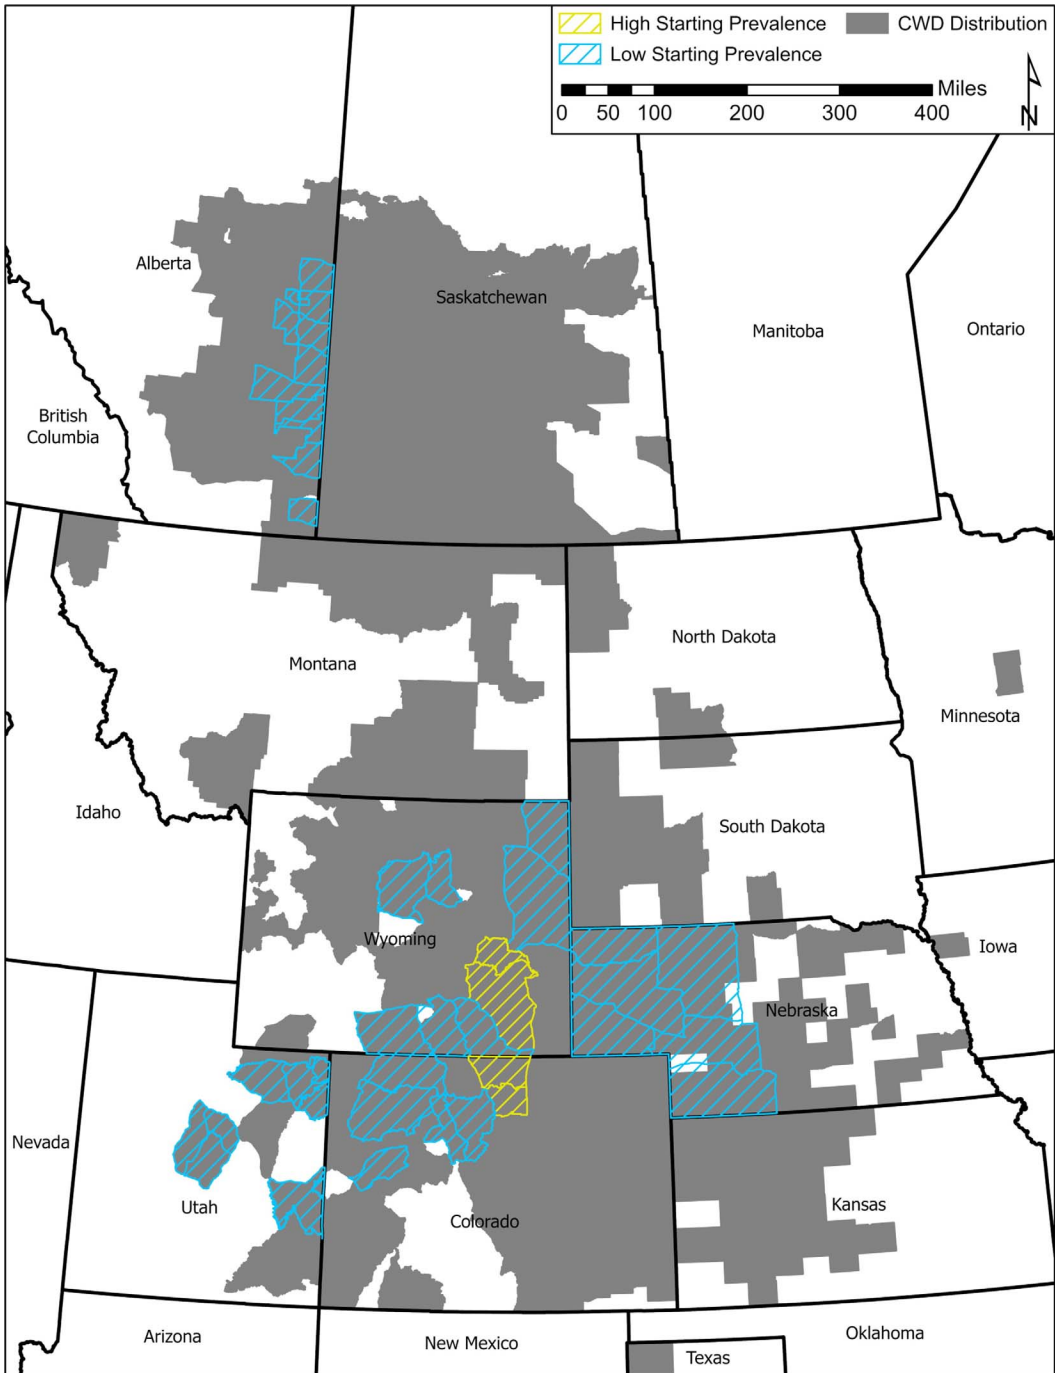 High Starting Prevalence
CWD Distribution
Low Starting Prevalence
Miles
0 50 100 200 300 400
N
Alberta
Saskatchewan
Manitoba
Ontario
British
Columbia
North Dakota
Montana
Minnesota
Idaho
South Dakota
Wyoming
Iowa
Nebraska
Nevada
Utah
Colorado
Kansas
Arizona
New Mexico
Oklahoma
Texas